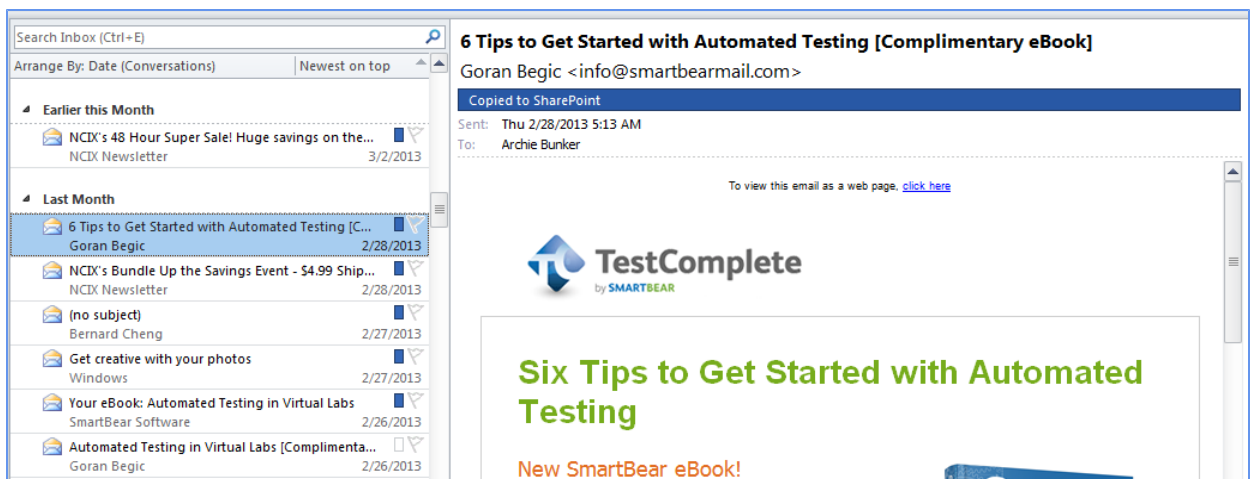 Search Inbox (Ctrl+E)
Arrange By: Date (Conversations) Newest on top
Earlier this Month
NCIX's 48 Hour Super Sale! Huge savings on the...
NCIX Newsletter 3/2/2013
Last Month
6 Tips to Get Started with Automated Testing [C...
Goran Begic 2/28/2013
NCIX's Bundle Up the Savings Event - $4.99 Ship...
NCIX Newsletter 2/28/2013
(no subject)
Bernard Cheng 2/27/2013
Get creative with your photos
Windows 2/27/2013
Your eBook: Automated Testing in Virtual Labs
SmartBear Software 2/26/2013
Automated Testing in Virtual Labs [Complimenta...
Goran Begic 2/26/2013
6 Tips to Get Started with Automated Testing [Complimentary eBook]
Goran Begic <info@smartbearmail.com>
Copied to SharePoint
Sent: Thu 2/28/2013 5:13 AM
To: Archie Bunker
To view this email as a web page, click here
TestComplete
by SMARTBEAR
Six Tips to Get Started with Automated
Testing
New SmartBear eBook!